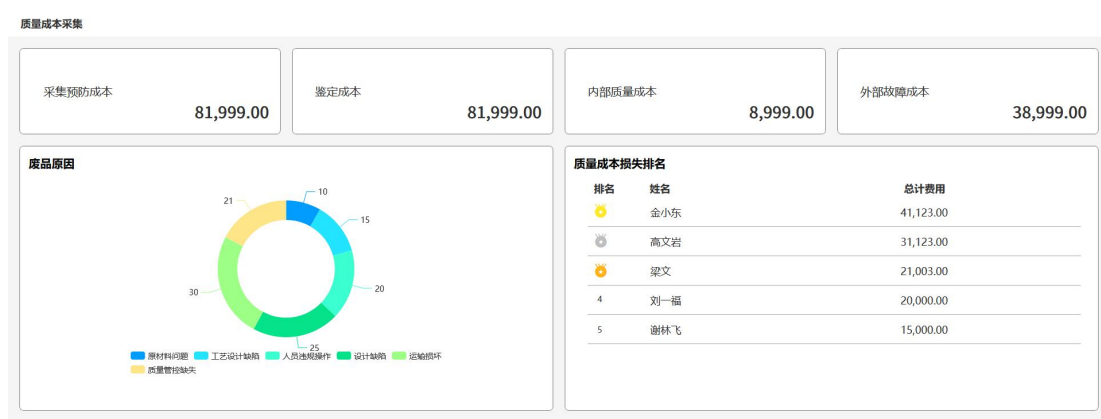 质量成本采集
采集预防成本
81,999.00
鉴定成本
81,999.00
内部质量成本
8,999.00
外部故障成本
38,999.00
废品原因
10
15
20
25
30
21
原材料问题 工艺设计缺陷 人员违规操作 设计缺陷 运输损坏
质量管控缺失
质量成本损失排名
排名 姓名 总计费用
金小东 41,123.00
高文岩 31,123.00
梁文 21,003.00
4 刘一福 20,000.00
5 谢林飞 15,000.00